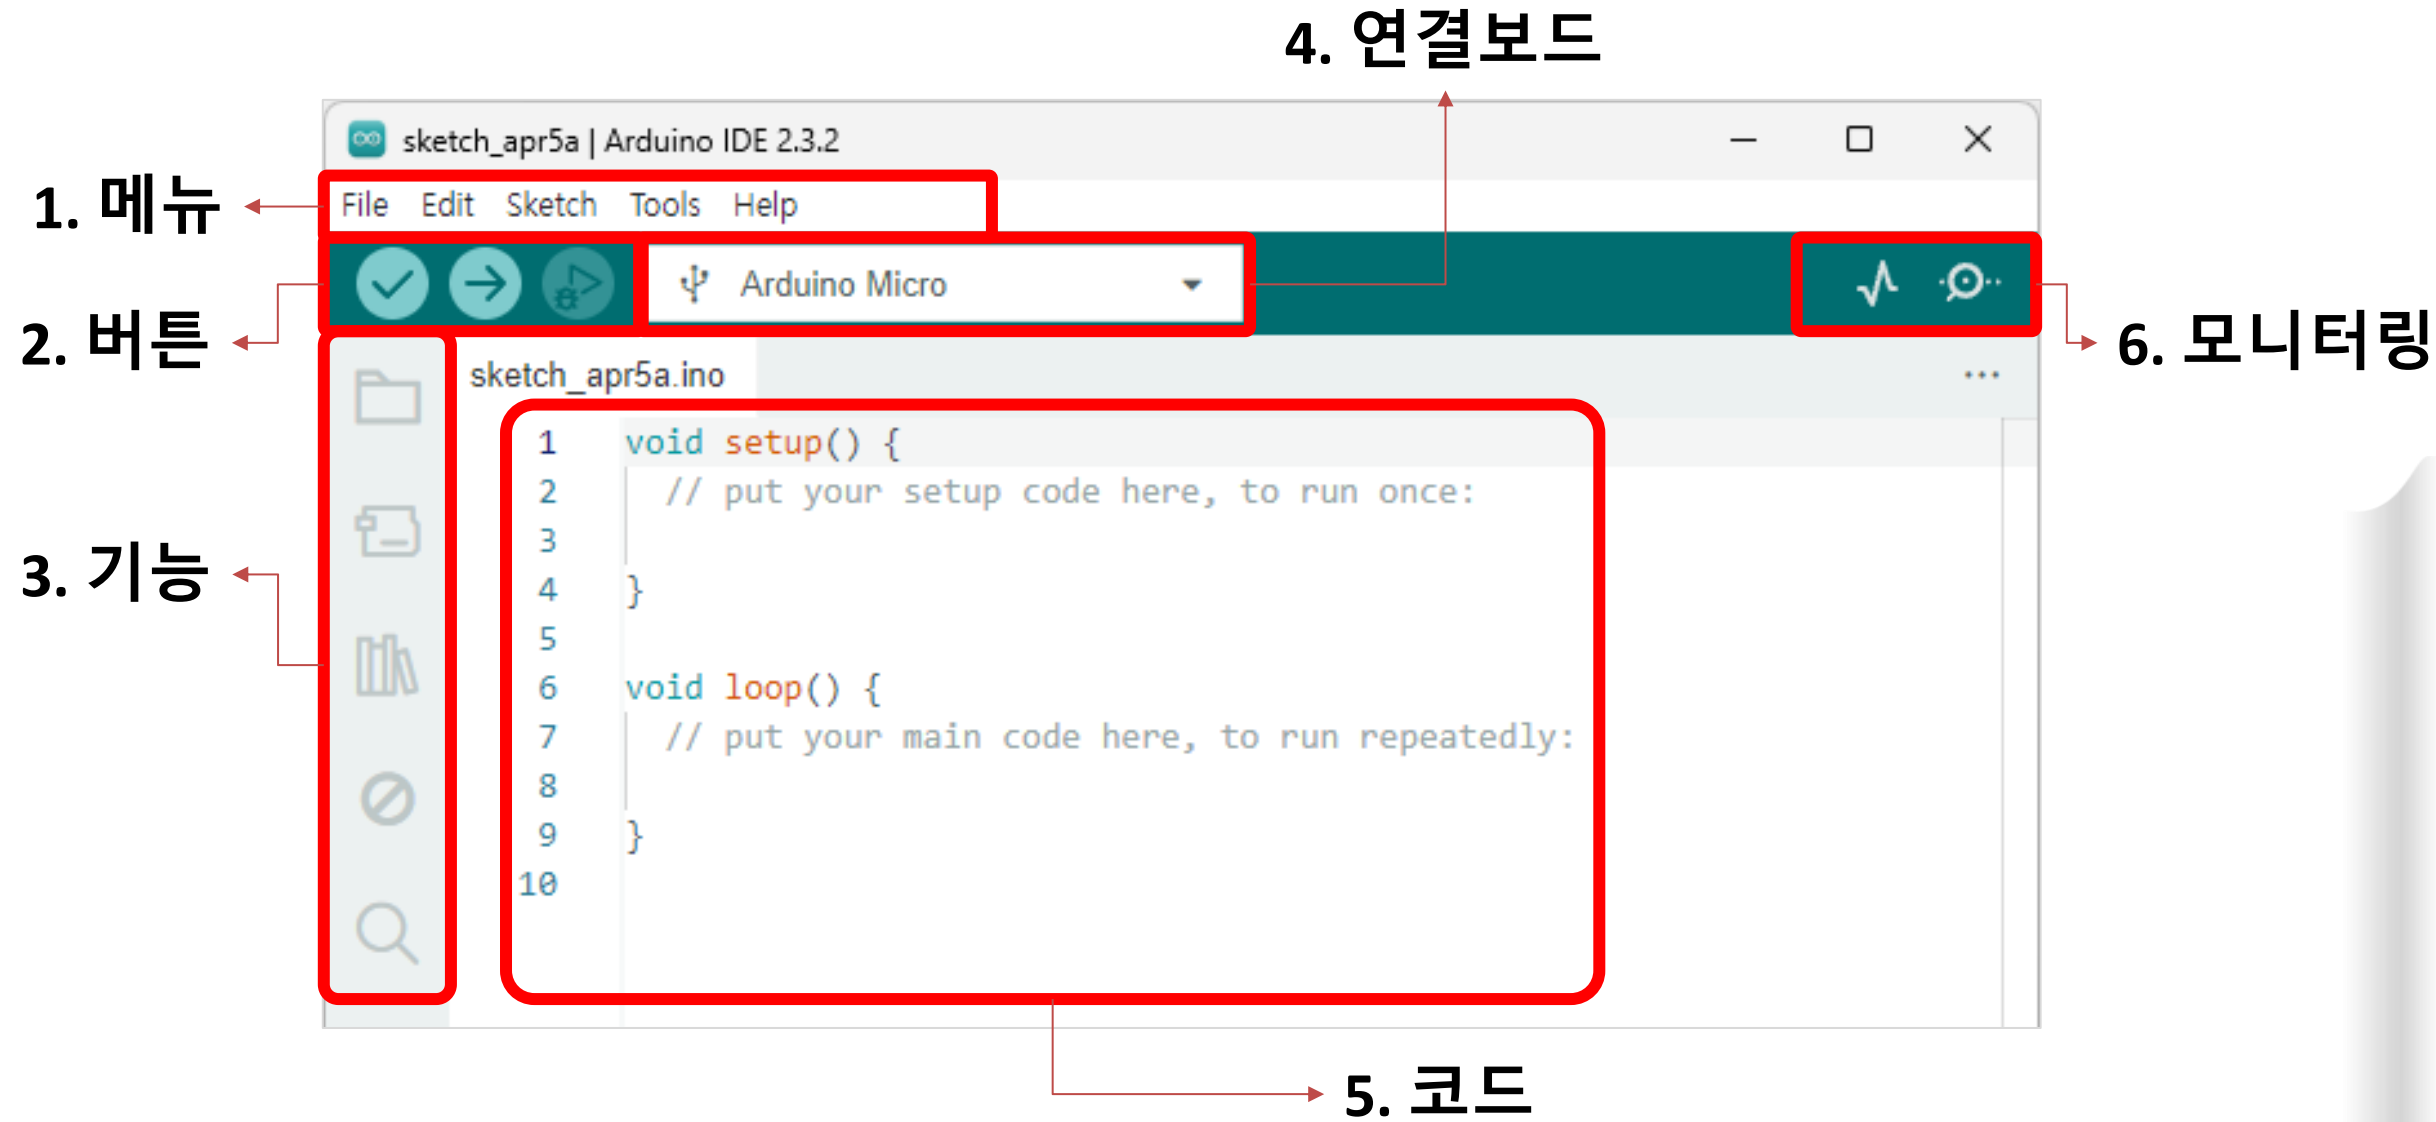 4. 연결보드
sketch_apr5a | Arduino IDE 2.3.2
1. 메뉴
File Edit Sketch Tools Help
2. 버튼
Arduino Micro
6. 모니터링
sketch_apr5a.ino
...
3. 기능
1 void setup() {
2 // put your setup code here, to run once:
3
4 }
5
6 void loop() {
7 // put your main code here, to run repeatedly:
8
9 }
10
5. 코드